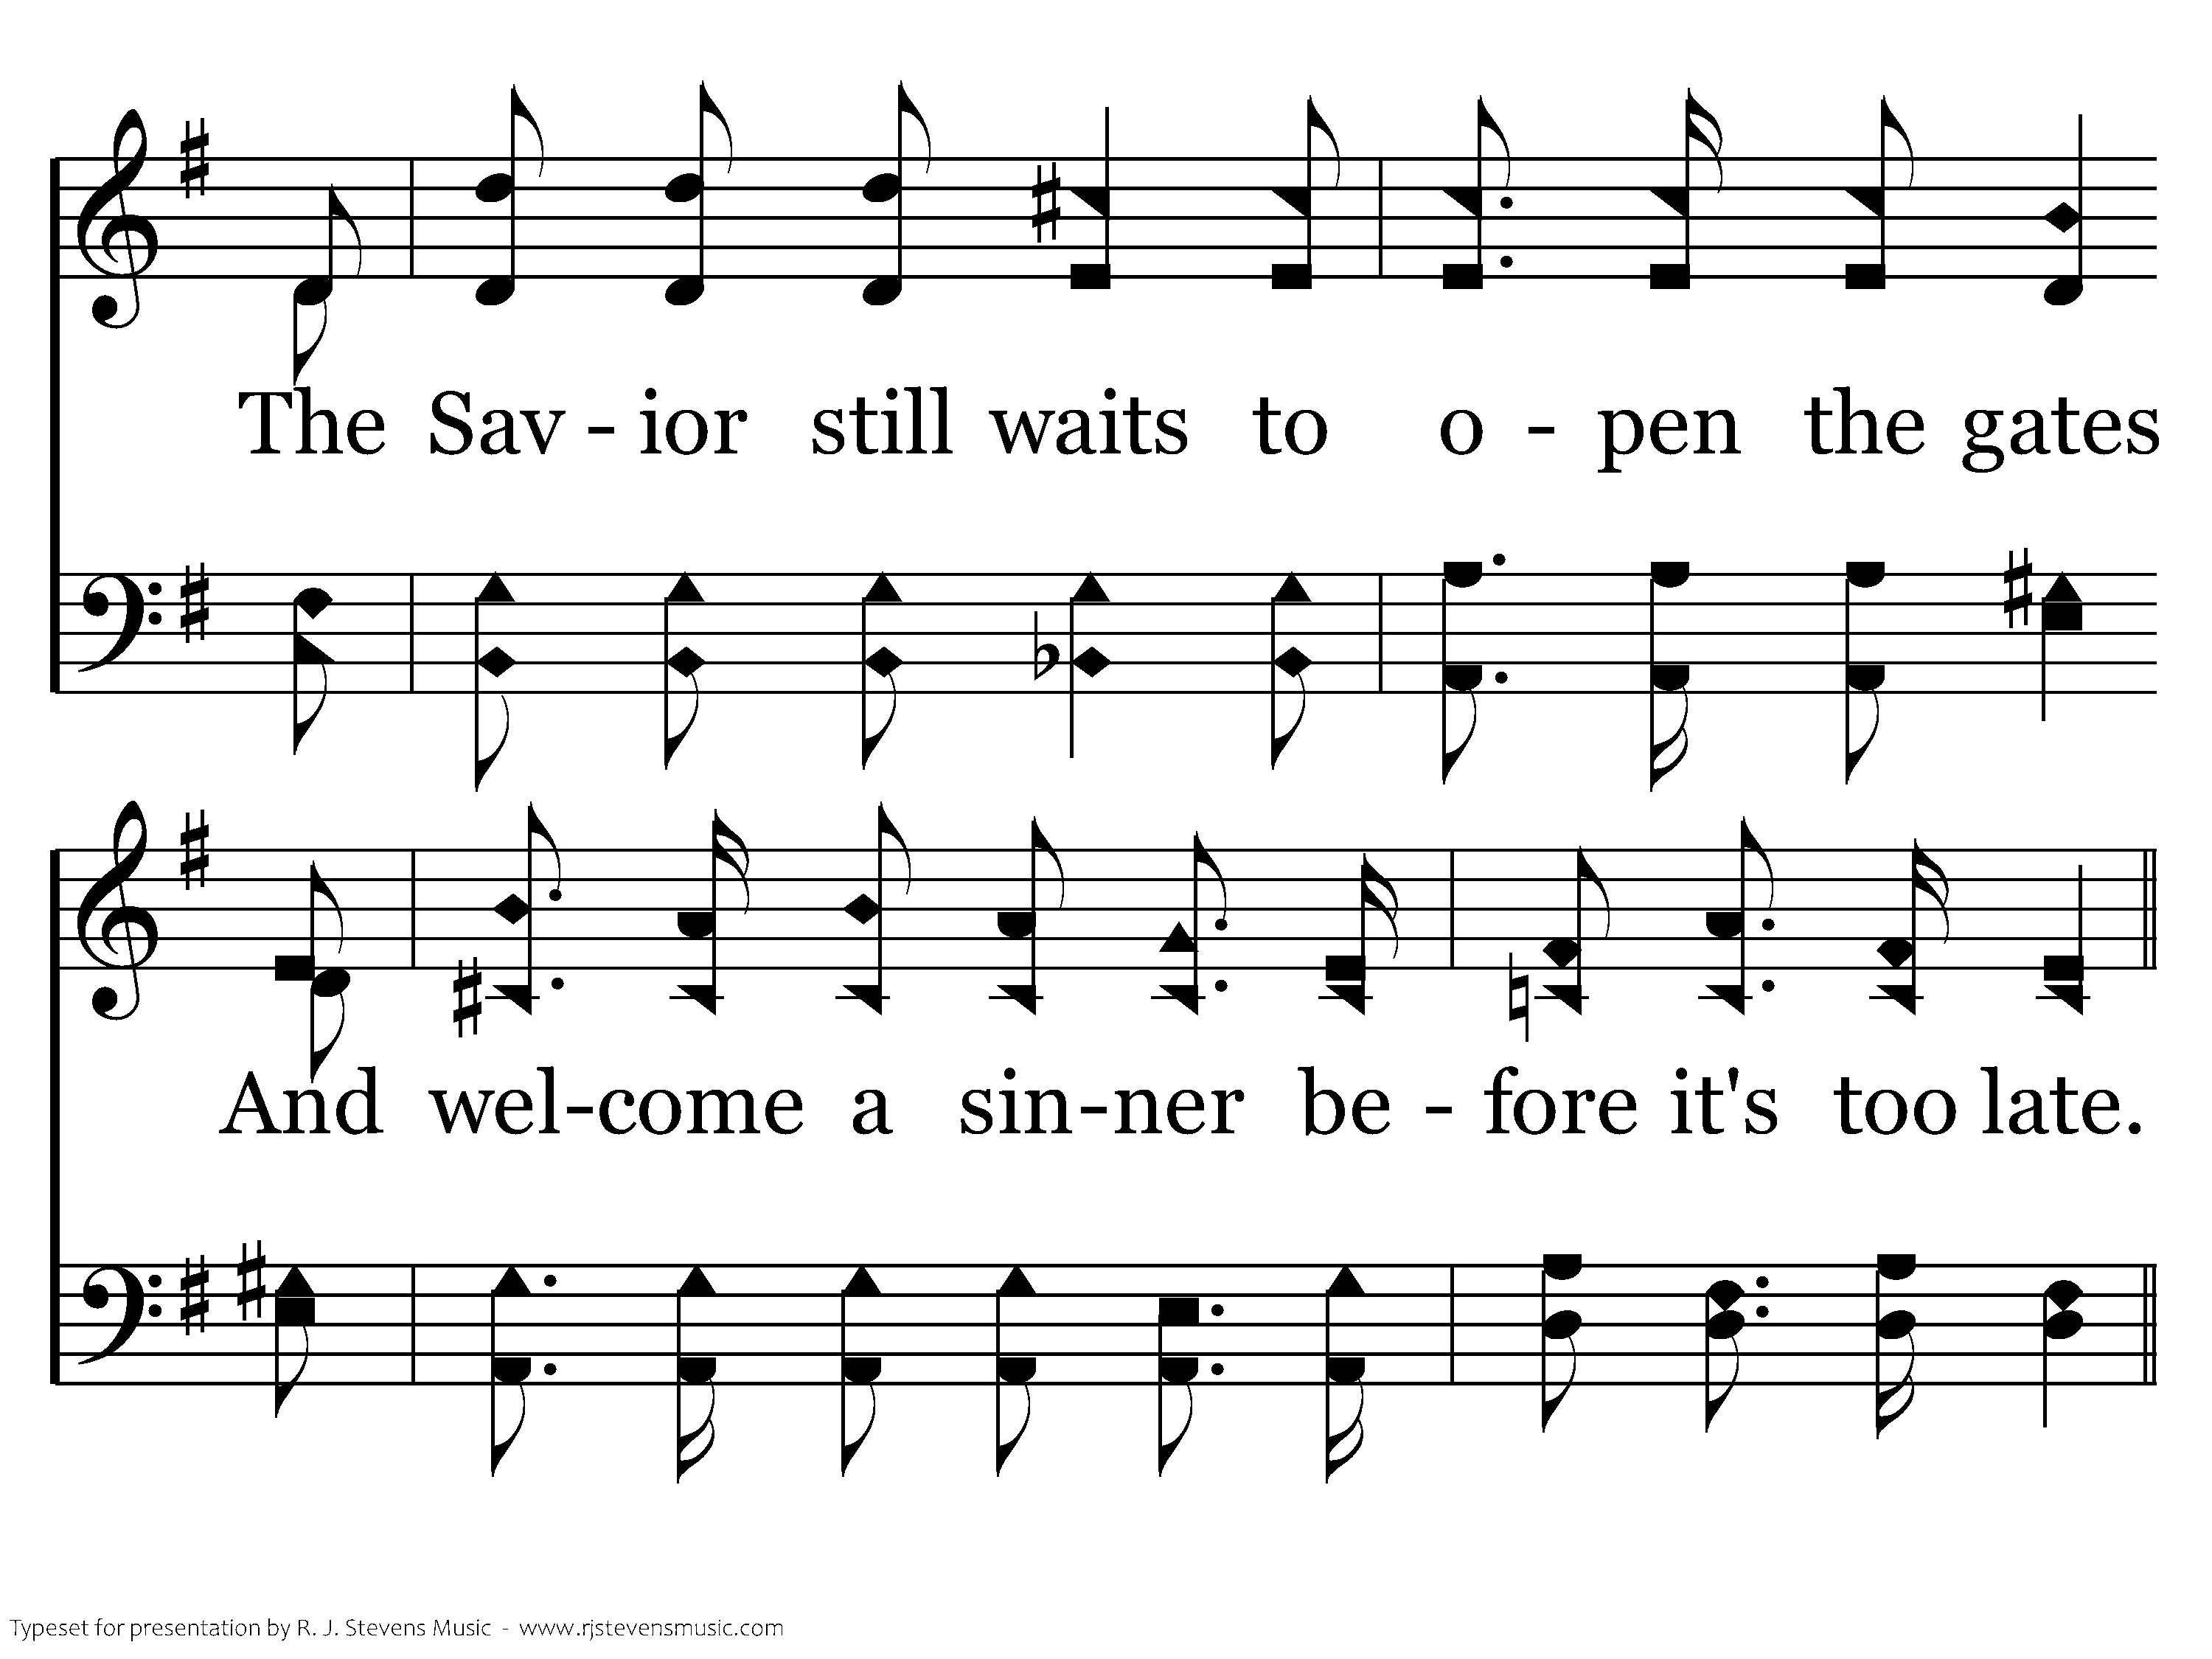 The Sav - ior still waits to o - pen the gates
And wel-come a sin-ner be - fore it's too late.
Typeset for presentation by R. J. Stevens Music - www.rjstevensmusic.com